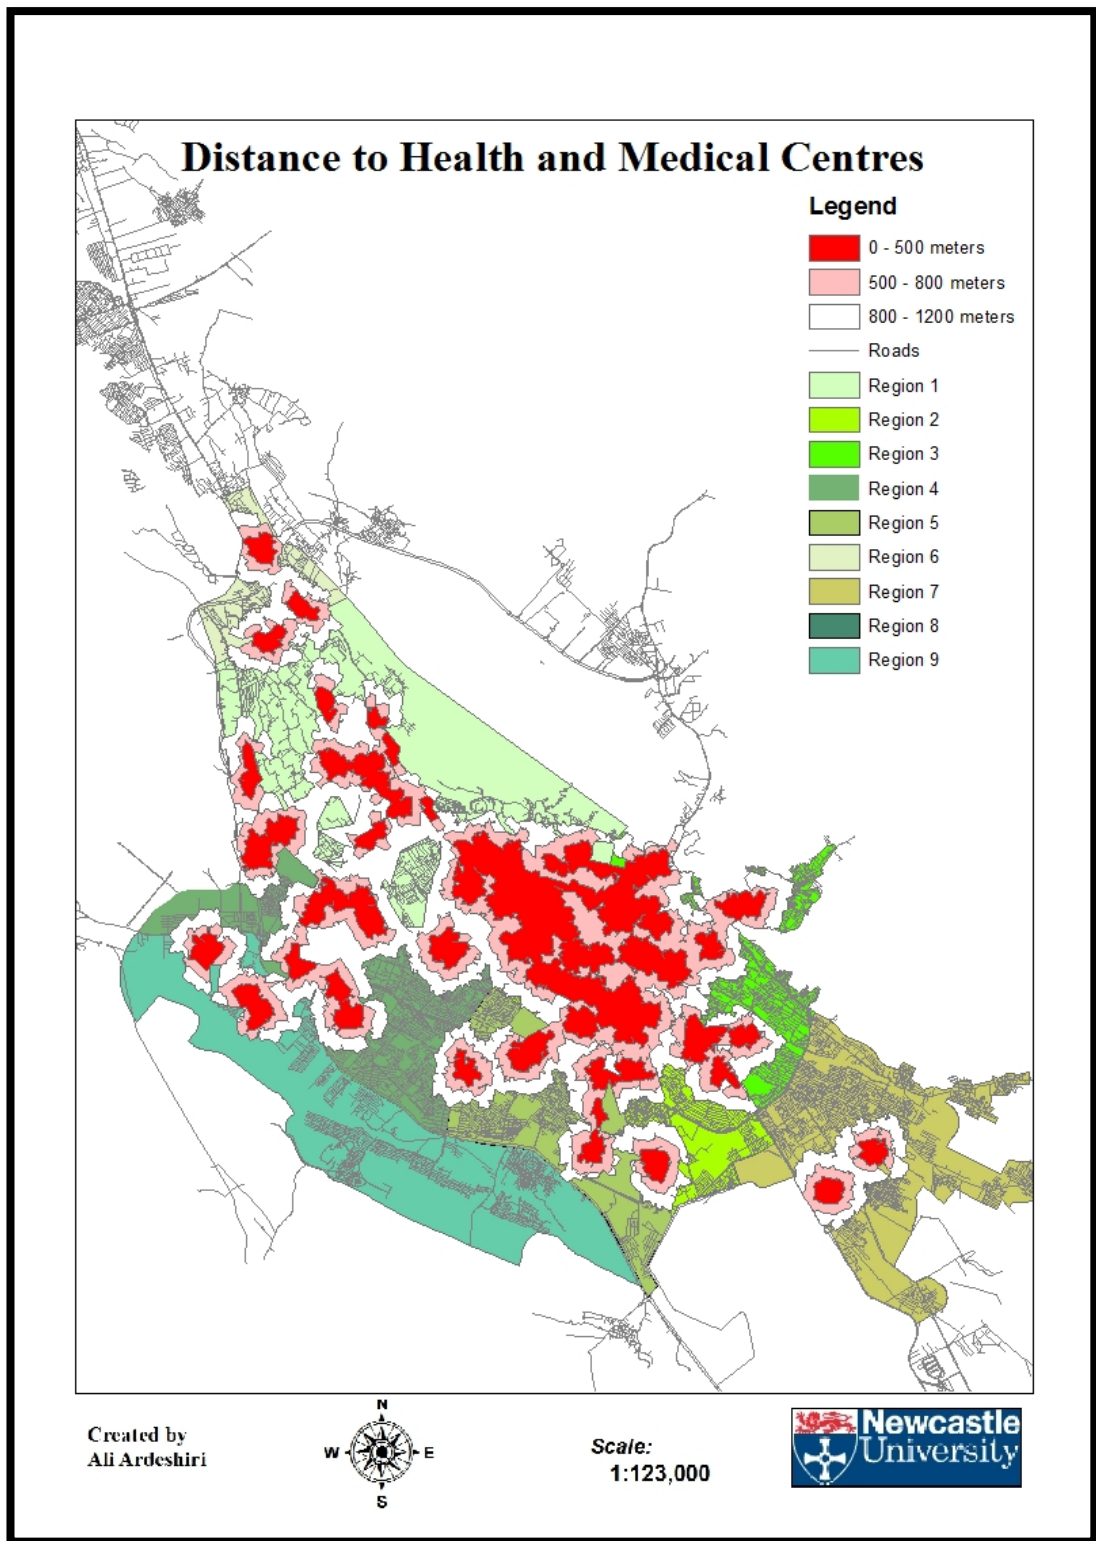 Distance to Health and Medical Centres
Legend
0 - 500 meters
500 - 800 meters
800 - 1200 meters
Roads
Region 1
Region 2
Region 3
Region 4
Region 5
Region 6
Region 7
Region 8
Region 9
Created by
Ali Ardeshiri
N
W E
S
Scale:
1:123,000
Newcastle
University